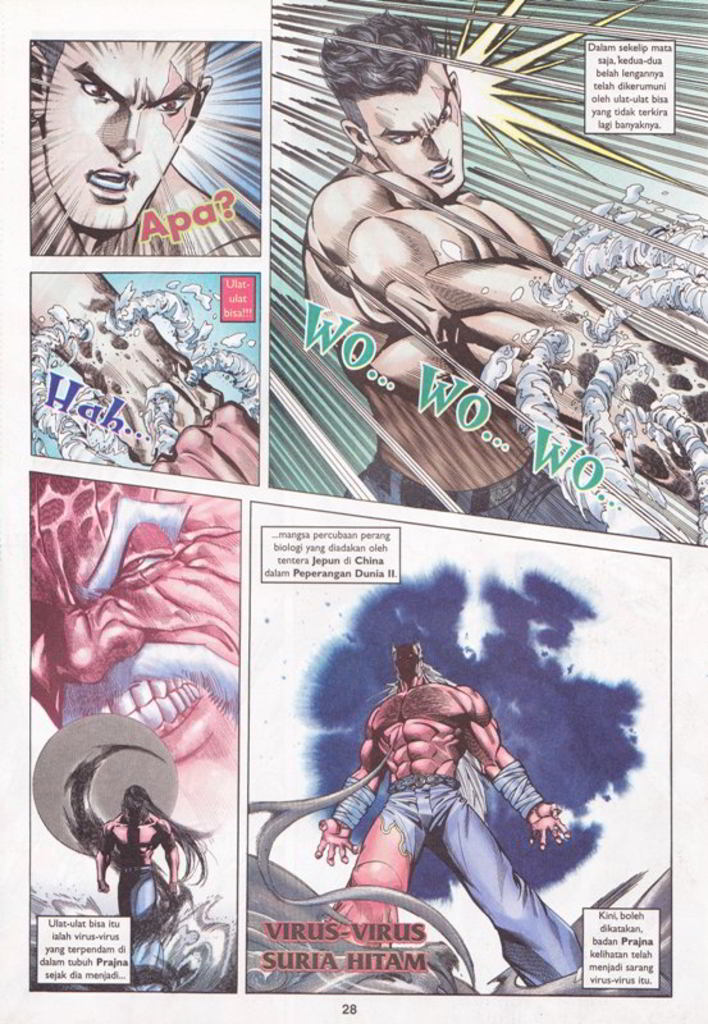 Apa?
Dalam sekelip mata
saja, kedua-dua
belah lengannya
telah dikerumuni
oleh ulat-ulat bisa
yang tidak terkira
lagi banyaknya.
WO... WO... WO...
Ulat-
ulat
bisa!!!
Hah...
Ulat-ulat bisa itu
ialah virus-virus
yang terpendam di
dalam tubuh Prajna
sejak dia menjadi...
...mangsa percubaan perang
biologi yang diadakan oleh
tentera Jepun di China
dalam Peperangan Dunia II.
VIRUS-VIRUS
SURIA HITAM
Kini, boleh
dikatakan,
badan Prajna
kelihatan telah
menjadi sarang
virus-virus itu.
28